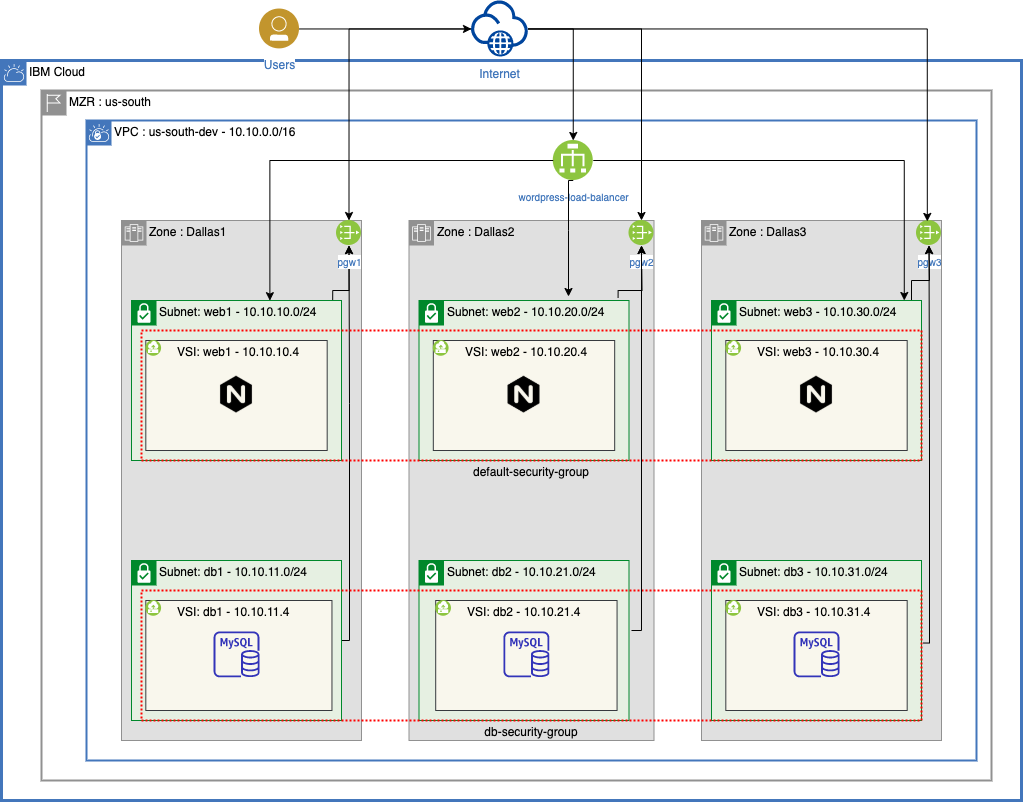 Users
Internet
IBM Cloud
MZR : us-south
VPC : us-south-dev - 10.10.0.0/16
wordpress-load-balancer
Zone : Dallas1
Zone : Dallas2
Zone : Dallas3
pgw1
pgw2
pgw3
Subnet: web1 - 10.10.10.0/24
Subnet: web2 - 10.10.20.0/24
Subnet: web3 - 10.10.30.0/24
VSI: web1 - 10.10.10.4
VSI: web2 - 10.10.20.4
VSI: web3 - 10.10.30.4
N
N
N
default-security-group
Subnet: db1 - 10.10.11.0/24
Subnet: db2 - 10.10.21.0/24
Subnet: db3 - 10.10.31.0/24
VSI: db1 - 10.10.11.4
VSI: db2 - 10.10.21.4
VSI: db3 - 10.10.31.4
MySQL
MySQL
MySQL
db-security-group